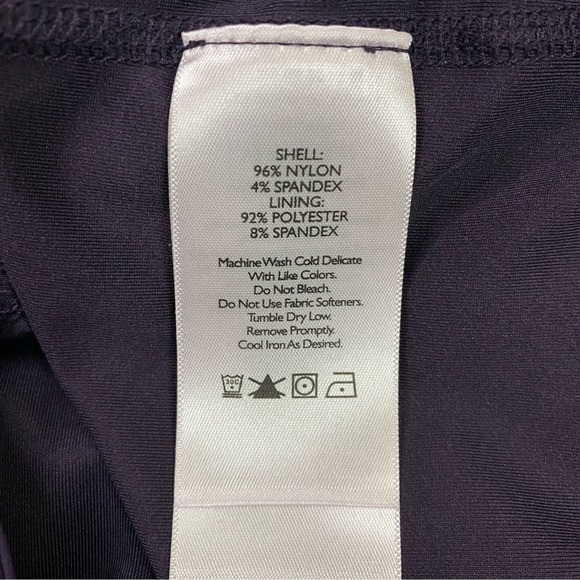 SHELL:
96% NYLON
4% SPANDEX
LINING:
92% POLYESTER
8% SPANDEX
Machine Wash Cold Delicate
With Like Colors.
Do Not Bleach.
Do Not Use Fabric Softeners.
Tumble Dry Low.
Remove Promptly.
Cool Iron As Desired.
30C